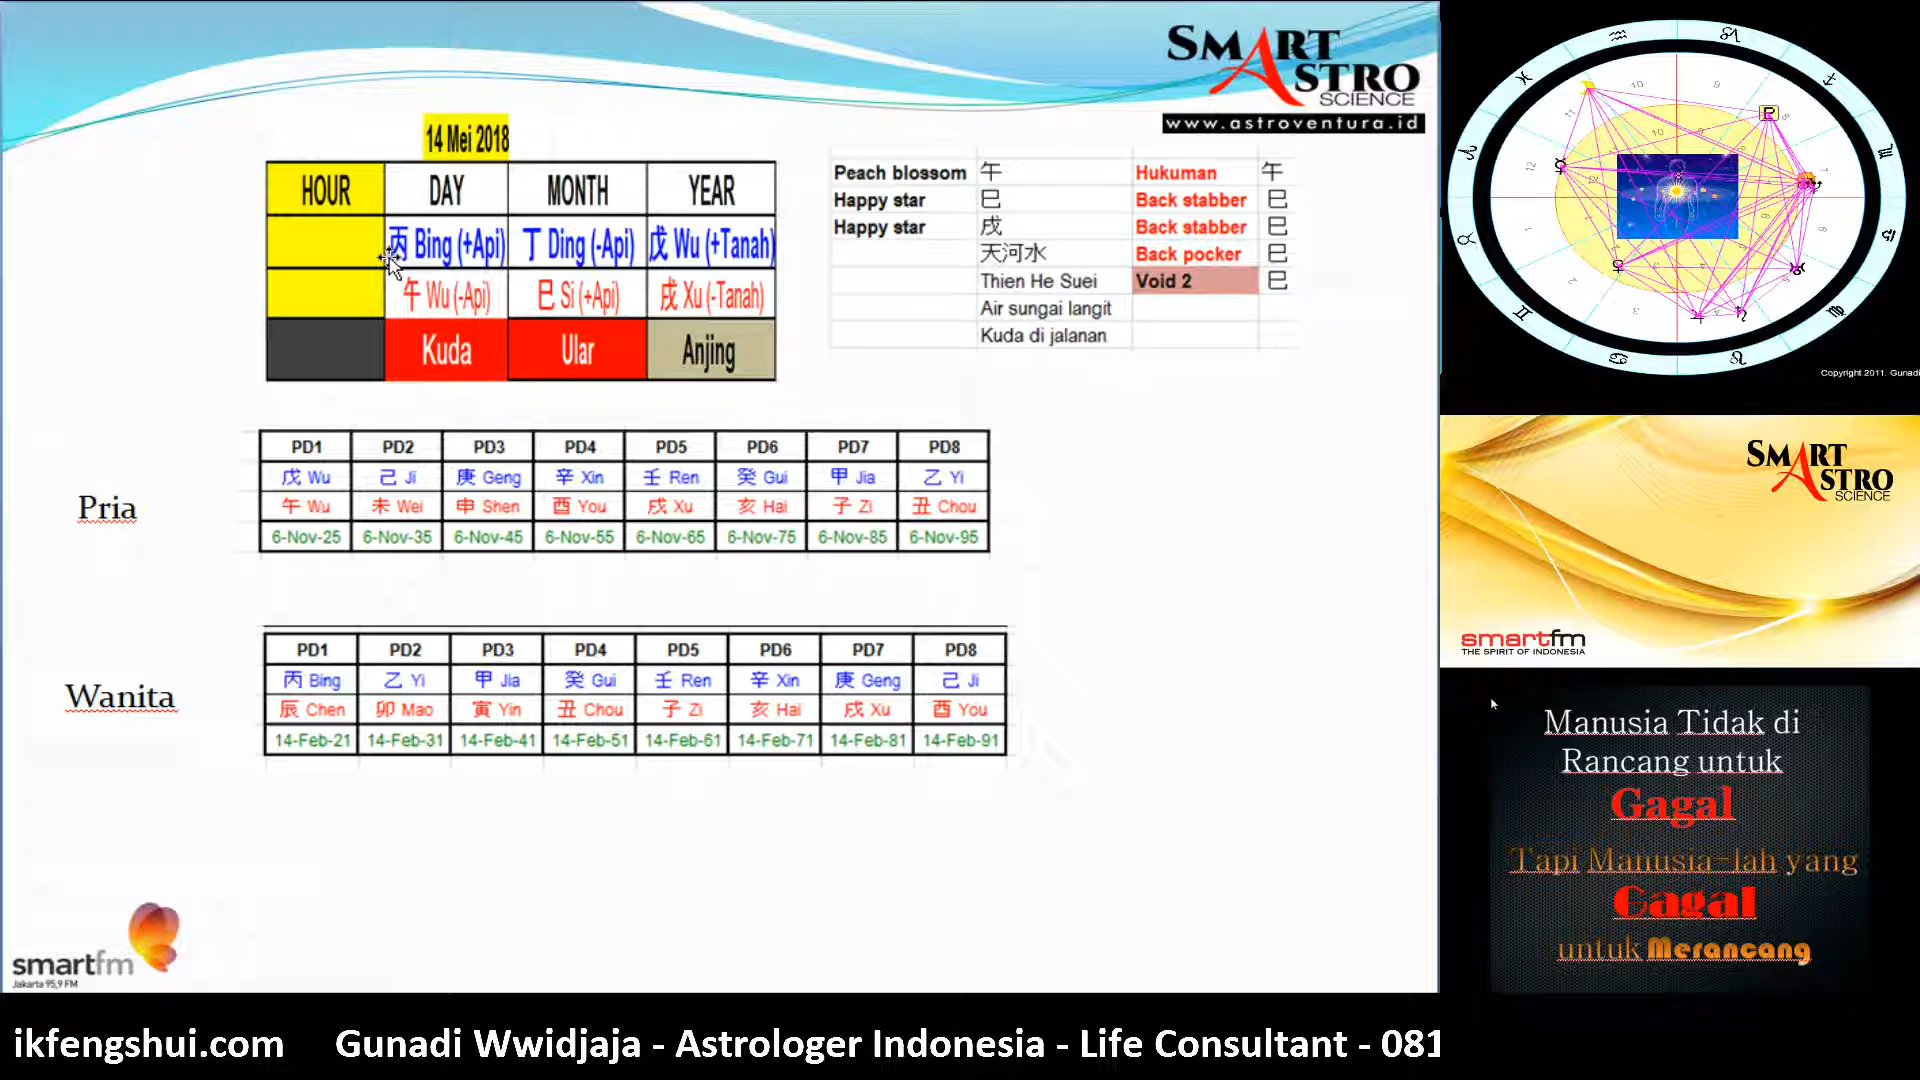 SMART
ASTRO
SCIENCE
www.astroventura.id
14 Mei 2018
HOUR DAY MONTH YEAR
丙 Bing (+Api) 丁 Ding (-Api) 戊 Wu (+Tanah)
午 Wu (-Api) 巳 Si (+Api) 戌 Xu (-Tanah)
Kuda Ular Anjing
Peach blossom 午 Hukuman 午
Happy star 巳 Back stabber 巳
Happy star 戌 Back stabber 巳
天河水 Back pocker 巳
Thien He Suei Void 2 巳
Air sungai langit
Kuda di jalanan
Pria
PD1 PD2 PD3 PD4 PD5 PD6 PD7 PD8
戊 Wu 己 Ji 庚 Geng 辛 Xin 壬 Ren 癸 Gui 甲 Jia 乙 Yi
午 Wu 未 Wei 申 Shen 酉 You 戌 Xu 亥 Hai 子 Zi 丑 Chou
6-Nov-25 6-Nov-35 6-Nov-45 6-Nov-55 6-Nov-65 6-Nov-75 6-Nov-85 6-Nov-95
Wanita
PD1 PD2 PD3 PD4 PD5 PD6 PD7 PD8
丙 Bing 乙 Yi 甲 Jia 癸 Gui 壬 Ren 辛 Xin 庚 Geng 己 Ji
辰 Chen 卯 Mao 寅 Yin 丑 Chou 子 Zi 亥 Hai 戌 Xu 酉 You
14-Feb-21 14-Feb-31 14-Feb-41 14-Feb-51 14-Feb-61 14-Feb-71 14-Feb-81 14-Feb-91
smartfm
Jakarta 95,9 FM
Copyright 2011. Gunadi
SMART
ASTRO
SCIENCE
smartfm
THE SPIRIT OF INDONESIA
Manusia Tidak di
Rancang untuk
Gagal
Tapi Manusia-lah yang
Gagal
untuk Merancang
ikfengshui.com Gunadi Wwidjaja - Astrologer Indonesia - Life Consultant - 081